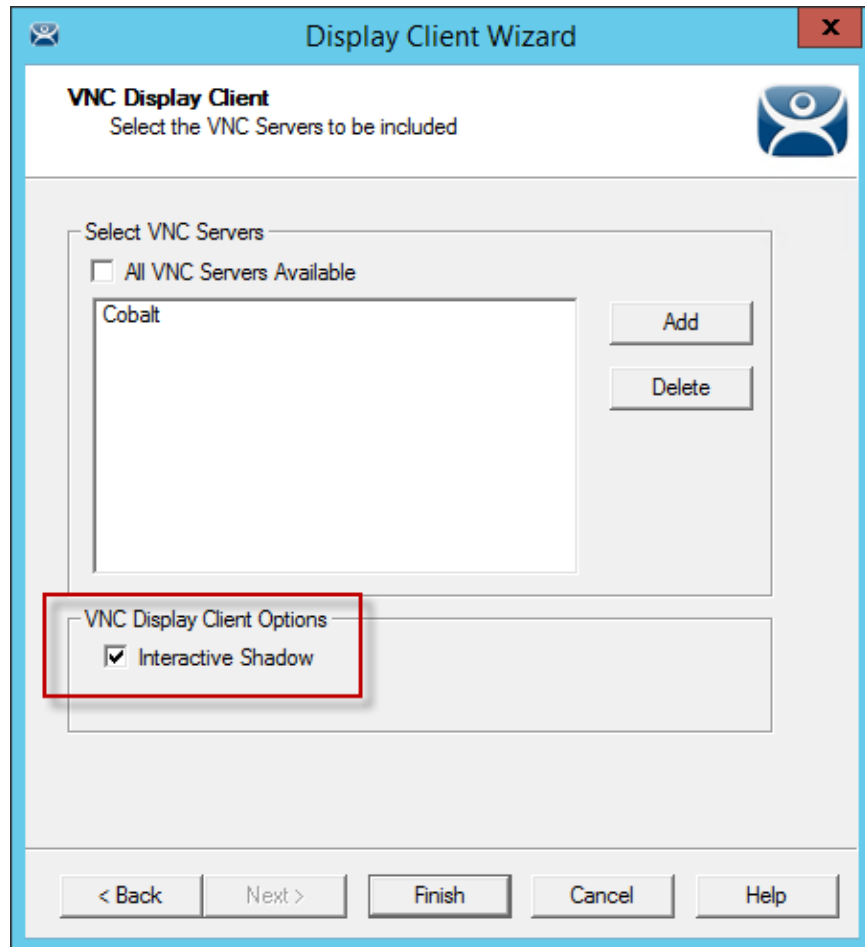 Display Client Wizard
x
VNC Display Client
Select the VNC Servers to be included
Select VNC Servers
All VNC Servers Available
Cobalt
Add
Delete
VNC Display Client Options
Interactive Shadow
< Back Next > Finish Cancel Help